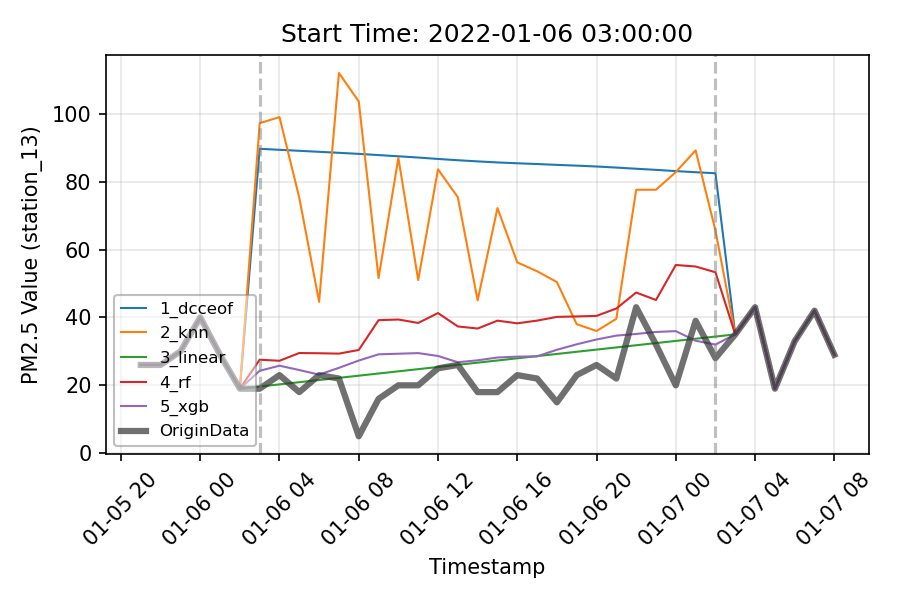 Start Time: 2022-01-06 03:00:00
PM2.5 Value (station_13)
100
80
60
40
20
0
1_dcceof
2_knn
3_linear
4_rf
5_xgb
OriginData
01-05 20
01-06 00
01-06 04
01-06 08
01-06 12
01-06 16
01-06 20
01-07 00
01-07 04
01-07 08
Timestamp